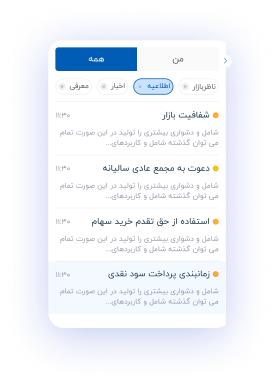 من
همه
ناظربازار
اطلاعیه
اخبار
معرفی
شفافیت بازار
۱۱:۳۰
شامل و دشواری بیشتری را تولید در این صورت تمام
می توان گذشته شامل و کاربردهای...
دعوت به مجمع عادی سالیانه
۱۱:۳۰
شامل و دشواری بیشتری را تولید در این صورت تمام
می توان گذشته شامل و کاربردهای...
استفاده از حق تقدم خرید سهام
۱۱:۳۰
شامل و دشواری بیشتری را تولید در این صورت تمام
می توان گذشته شامل و کاربردهای...
زمانبندی پرداخت سود نقدی
۱۱:۳۰
شامل و دشواری بیشتری را تولید در این صورت تمام
می توان گذشته شامل و کاربردهای...